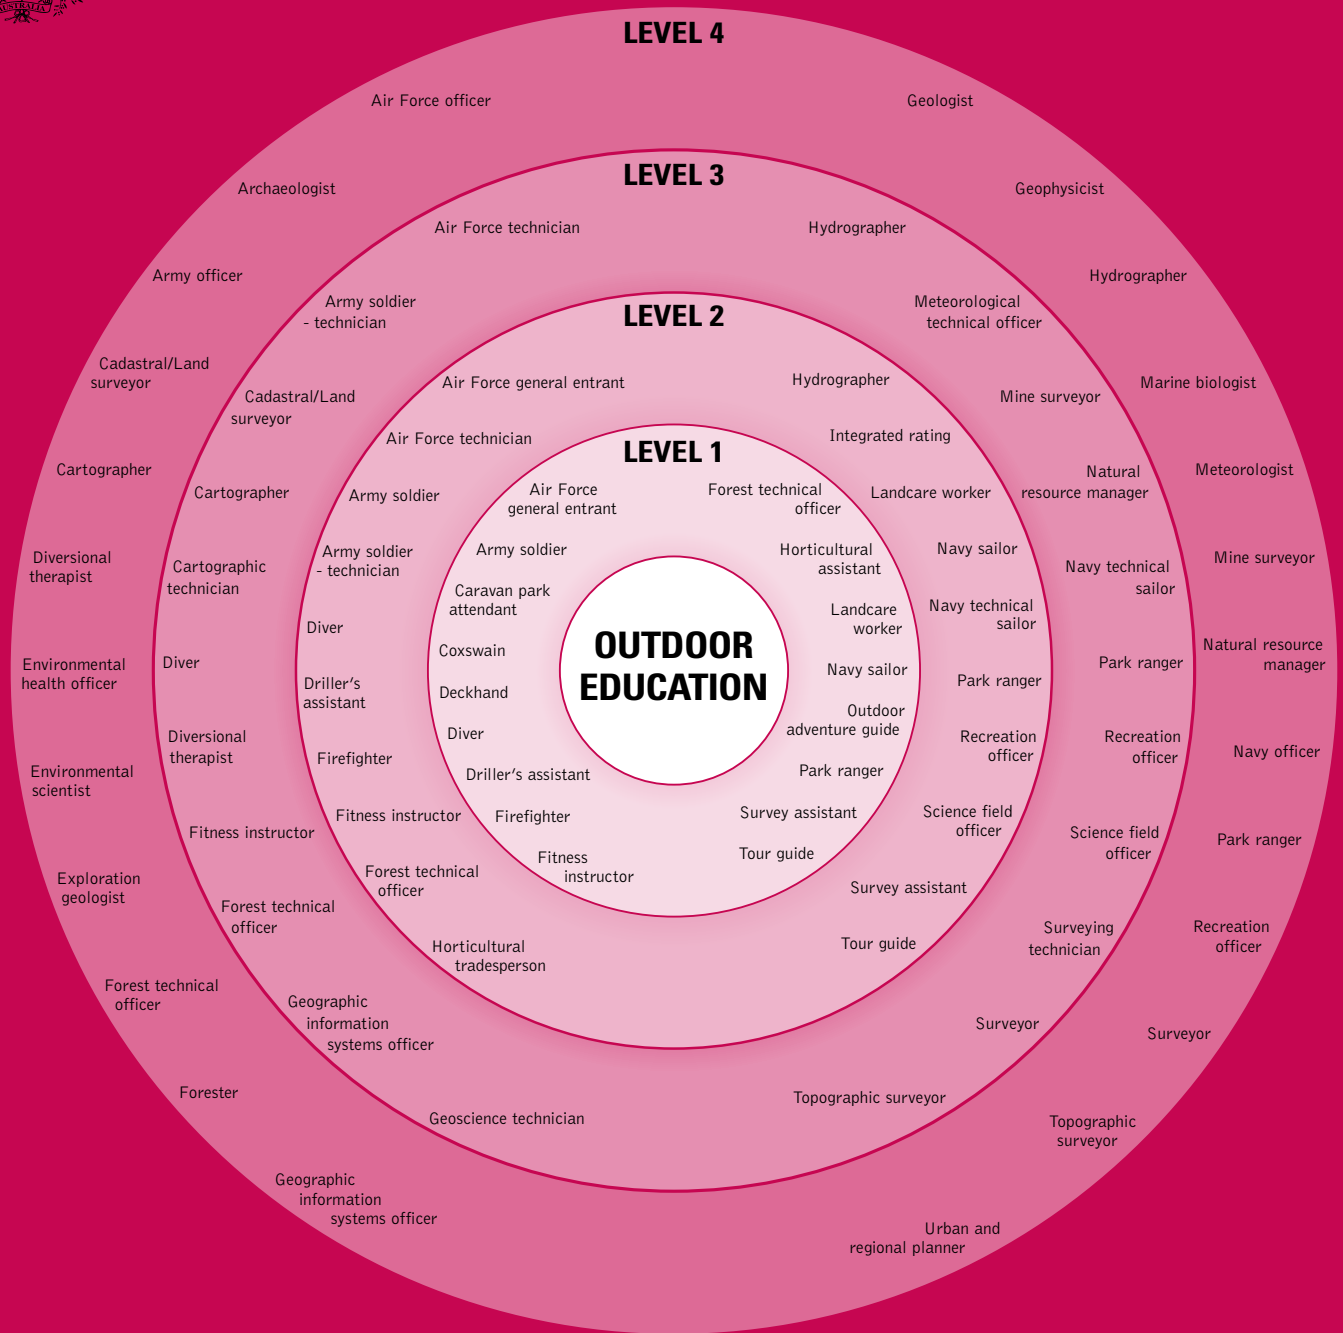 AUSTRALIA
LEVEL 4
Air Force officer
Archaeologist
Army officer
Cadastral/Land
surveyor
Cartographer
Diversional
therapist
Environmental
health officer
Environmental
scientist
Exploration
geologist
Forest technical
officer
Forester
Geographic
information
systems officer
Geologist
Geophysicist
Hydrographer
Marine biologist
Meteorologist
Mine surveyor
Natural resource
manager
Navy officer
Park ranger
Recreation
officer
Surveyor
Topographic
surveyor
Urban and
regional planner
LEVEL 3
Air Force technician
Army soldier
- technician
Cadastral/Land
surveyor
Cartographer
Cartographic
technician
Diver
Diversional
therapist
Fitness instructor
Forest technical
officer
Geographic
information
systems officer
Geoscience technician
Hydrographer
Meteorological
technical officer
Mine surveyor
Natural
resource manager
Navy technical
sailor
Park ranger
Recreation
officer
Science field
officer
Surveying
technician
Surveyor
Topographic surveyor
LEVEL 2
Air Force general entrant
Air Force technician
Army soldier
Army soldier
- technician
Diver
Driller's
assistant
Firefighter
Fitness instructor
Forest technical
officer
Horticultural
tradesperson
Hydrographer
Integrated rating
Landcare worker
Navy sailor
Navy technical
sailor
Park ranger
Recreation
officer
Science field
officer
Survey assistant
Tour guide
LEVEL 1
Air Force
general entrant
Army soldier
Caravan park
attendant
Coxswain
Deckhand
Diver
Driller's assistant
Firefighter
Fitness
instructor
Forest technical
officer
Horticultural
assistant
Landcare
worker
Navy sailor
Outdoor
adventure guide
Park ranger
Survey assistant
Tour guide
OUTDOOR
EDUCATION